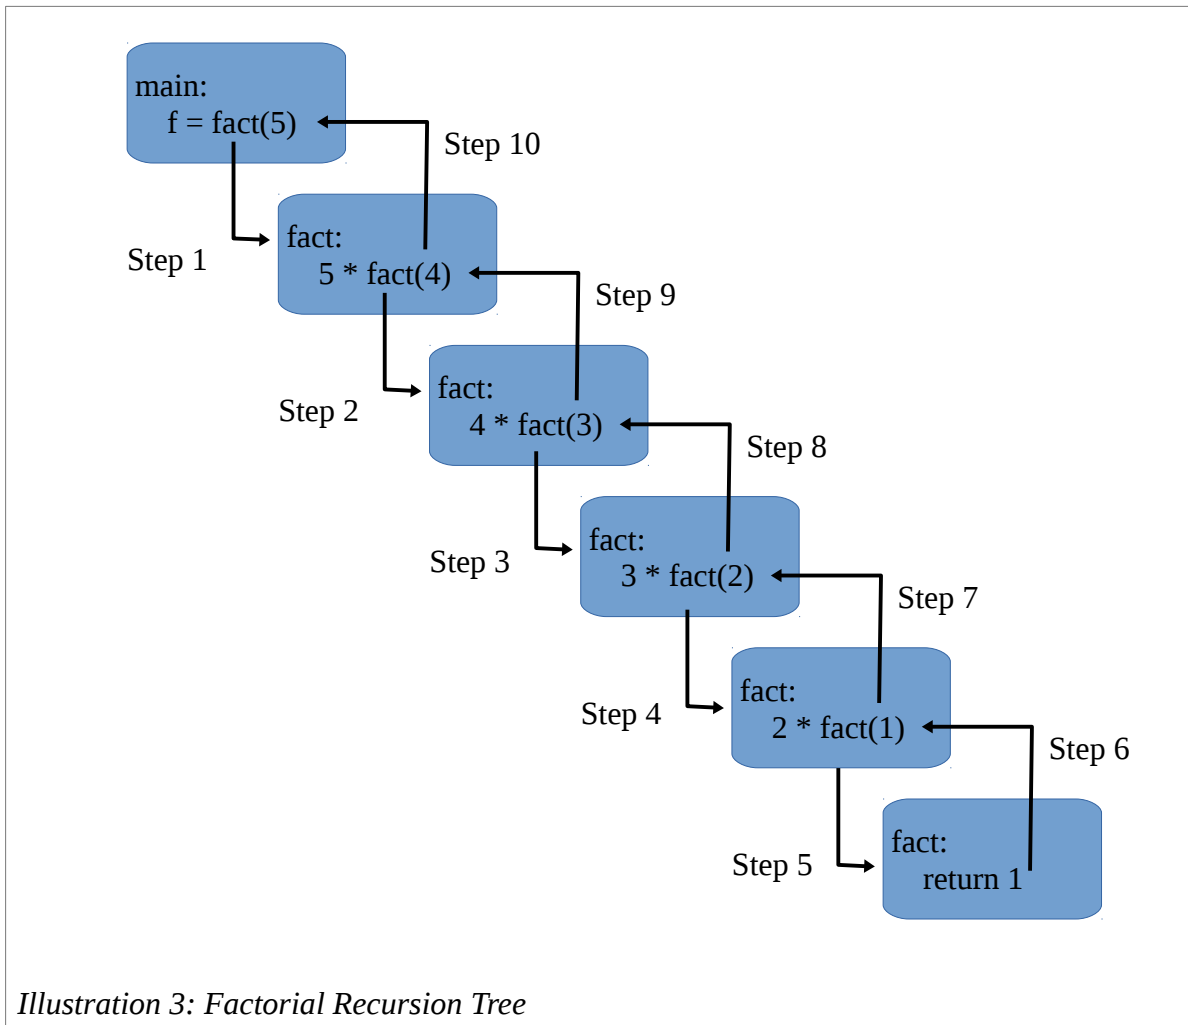 main:
f = fact(5)
Step 10
fact:
Step 1
5 * fact(4)
Step 9
fact:
Step 2
4 * fact(3)
Step 8
fact:
Step 3
3 * fact(2)
Step 7
fact:
Step 4
2 * fact(1)
Step 6
fact:
Step 5
return 1
Illustration 3: Factorial Recursion Tree